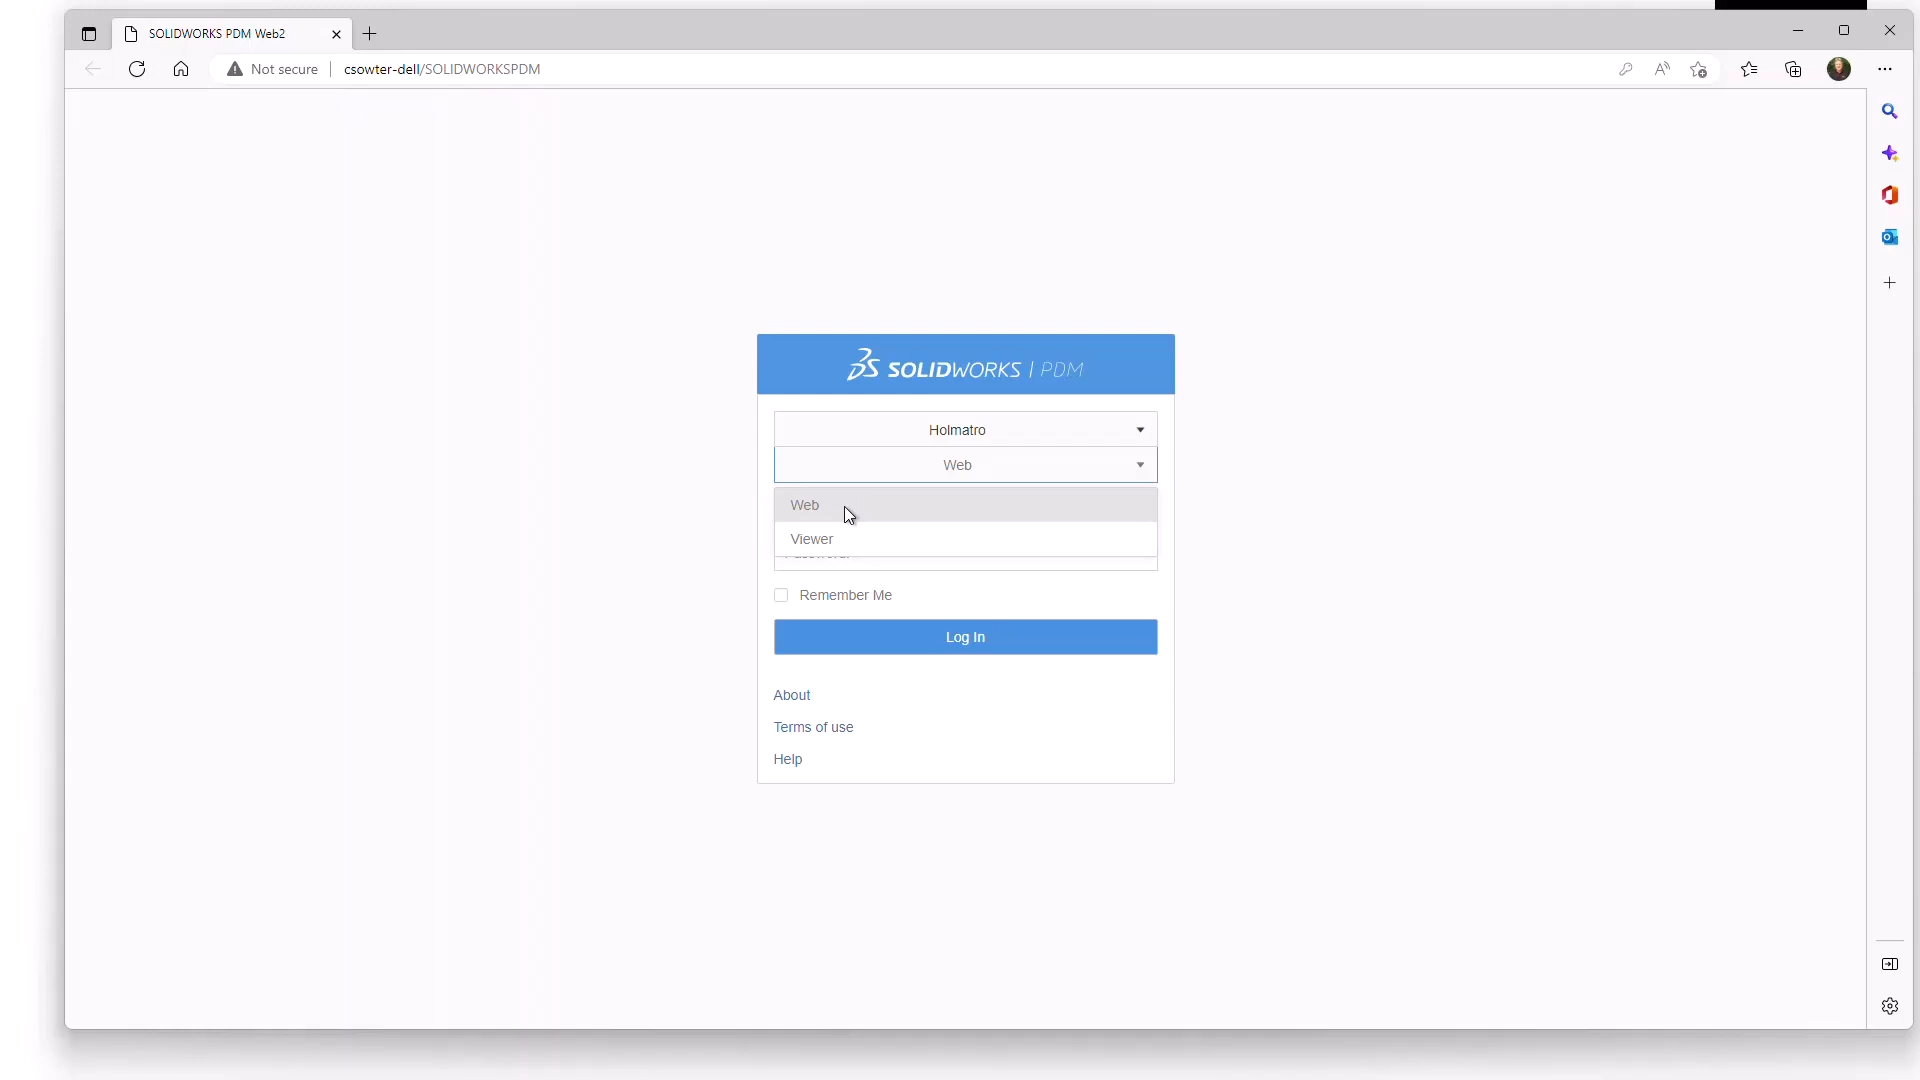 SOLIDWORKS PDM Web2
Not secure
csowter-dell/SOLIDWORKSPDM
SOLIDWORKS | PDM
Holmatro
Web
Web
Viewer
Remember Me
Log In
About
Terms of use
Help